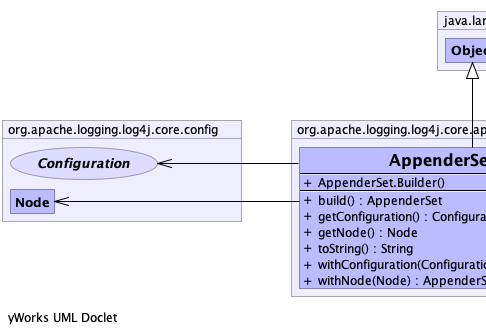 java.lan
Objec
org.apache.logging.log4j.core.config
Configuration
Node
org.apache.logging.log4j.core.ap
AppenderSe
+ AppenderSet.Builder()
+ build() : AppenderSet
+ getConfiguration() : Configura
+ getNode() : Node
+ toString() : String
+ withConfiguration(Configuration
+ withNode(Node) : AppenderS
yWorks UML Doclet